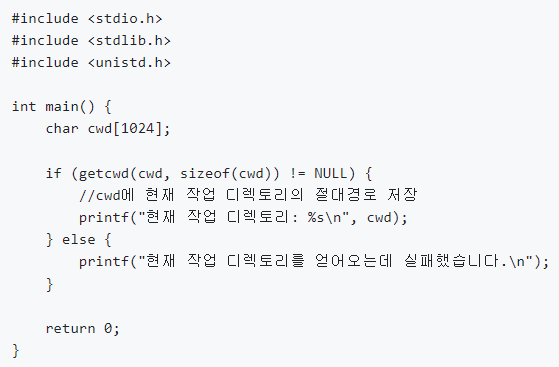 #include <stdio.h>
#include <stdlib.h>
#include <unistd.h>
int main() {
char cwd[1024];
if (getcwd(cwd, sizeof(cwd)) != NULL) {
//cwd에 현재 작업 디렉토리의 절대경로 저장
printf("현재 작업 디렉토리: %s\n", cwd);
} else {
printf("현재 작업 디렉토리를 얻어오는데 실패했습니다.\n");
}
return 0;
}